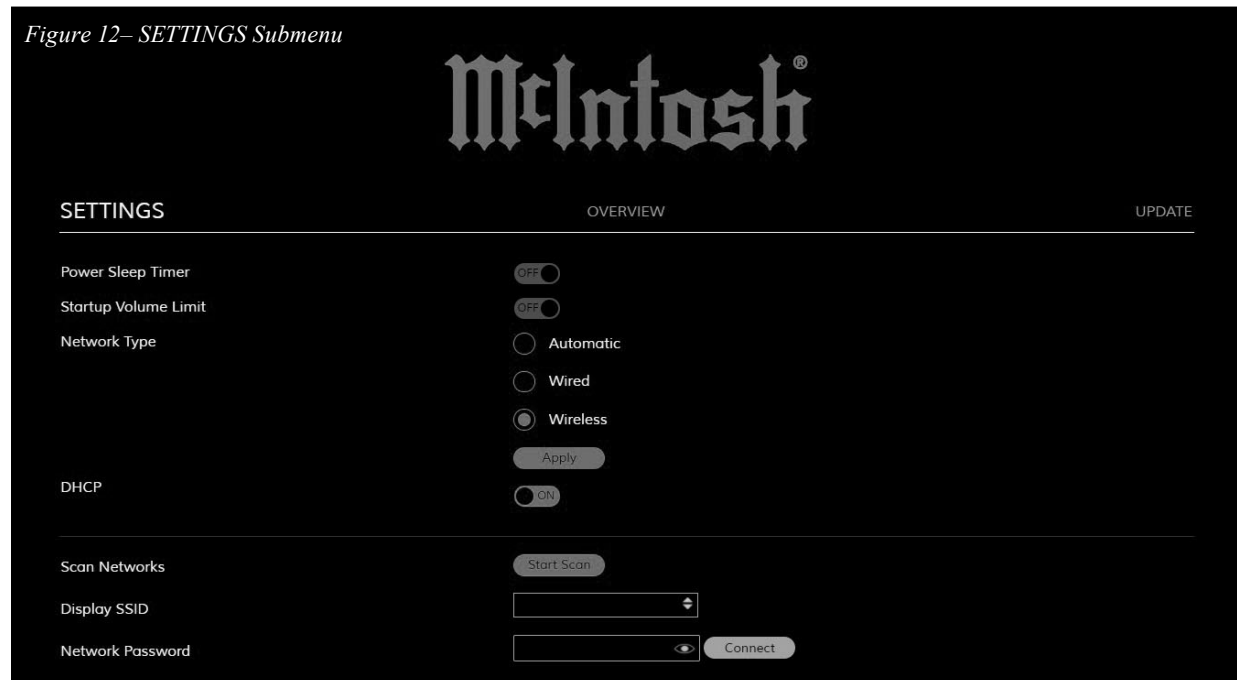 Figure 12– SETTINGS Submenu
McIntosh®
SETTINGS OVERVIEW UPDATE
Power Sleep Timer OFF
Startup Volume Limit OFF
Network Type Automatic
Wired
Wireless
Apply
DHCP ON
Scan Networks Start Scan
Display SSID
Network Password Connect